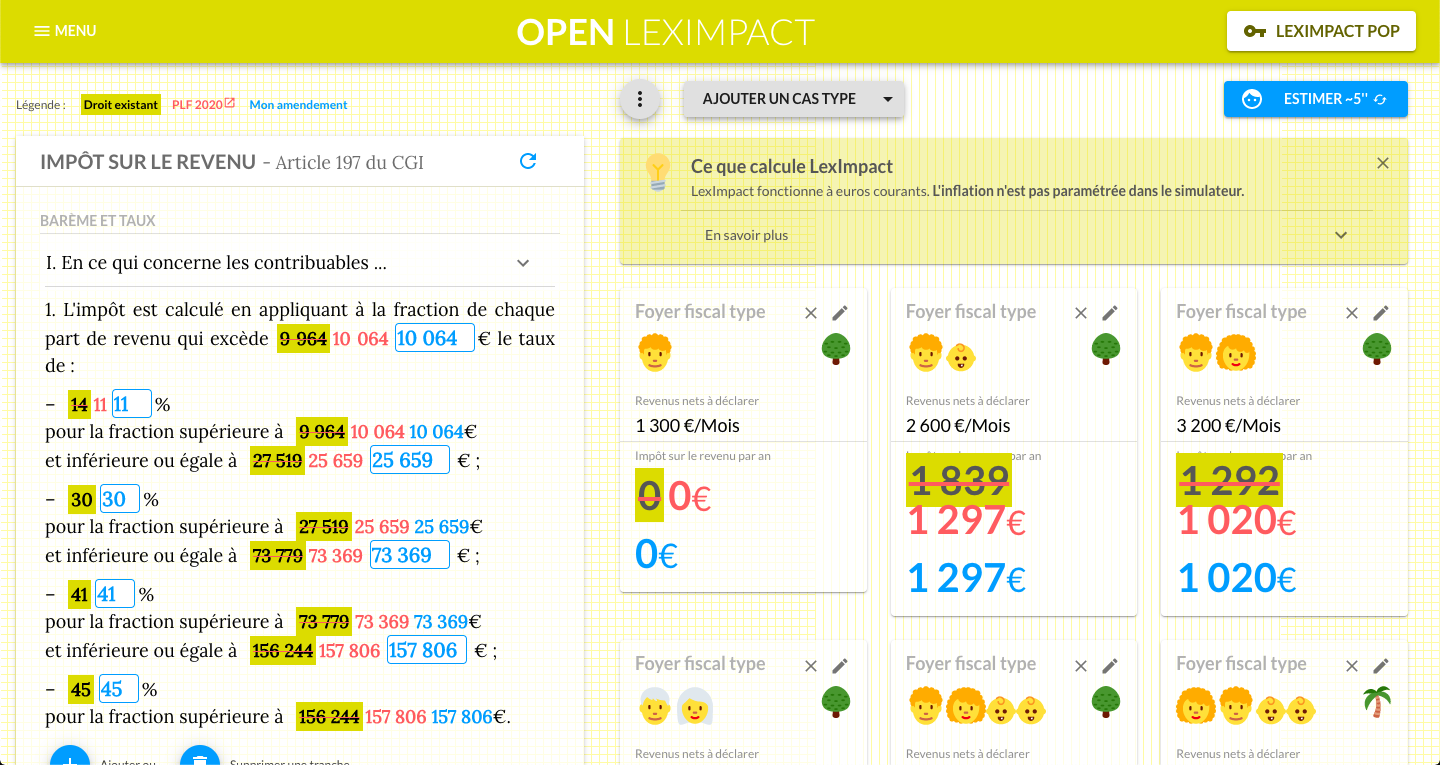 MENU
OPEN LEXIMPACT
LEXIMPACT POP
Légende : Droit existant PLF 2020 Mon amendement
AJOUTER UN CAS TYPE
ESTIMER ~5''
IMPÔT SUR LE REVENU - Article 197 du CGI
BARÈME ET TAUX
I. En ce qui concerne les contribuables ...
1. L'impôt est calculé en appliquant à la fraction de chaque
part de revenu qui excède 9 964 10 064 10 064 € le taux
de :
– 14 11 11 %
pour la fraction supérieure à 9 964 10 064 10 064€
et inférieure ou égale à 27 519 25 659 25 659 € ;
– 30 30 %
pour la fraction supérieure à 27 519 25 659 25 659€
et inférieure ou égale à 73 779 73 369 73 369 € ;
– 41 41 %
pour la fraction supérieure à 73 779 73 369 73 369€
et inférieure ou égale à 156 244 157 806 157 806 € ;
– 45 45 %
pour la fraction supérieure à 156 244 157 806 157 806€.
Ajouter ou
Supprimer une tranche
Ce que calcule LexImpact
LexImpact fonctionne à euros courants. L'inflation n'est pas paramétrée dans le simulateur.
En savoir plus
Foyer fiscal type
Revenus nets à déclarer
1 300 €/Mois
Impôt sur le revenu par an
0 0€
0€
Foyer fiscal type
Revenus nets à déclarer
2 600 €/Mois
par an
1 839
1 297€
1 297€
Foyer fiscal type
Revenus nets à déclarer
3 200 €/Mois
par an
1 292
1 020€
1 020€
Foyer fiscal type
Revenus nets à déclarer
Foyer fiscal type
Revenus nets à déclarer
Foyer fiscal type
Revenus nets à déclarer